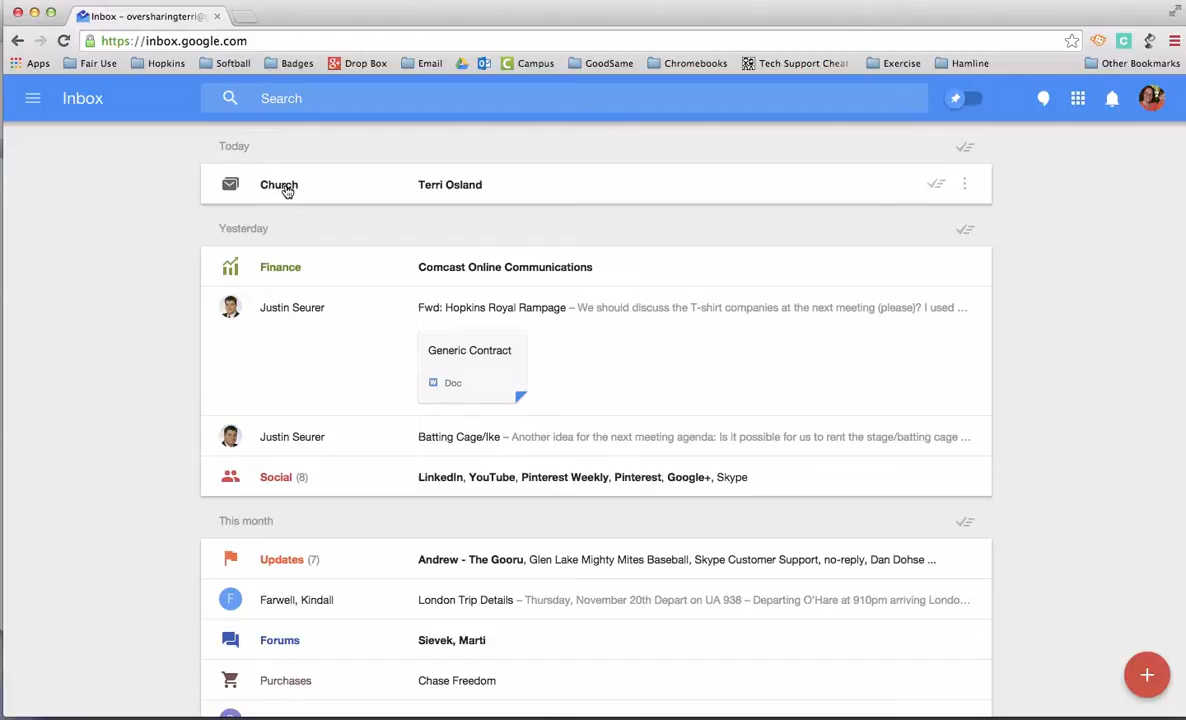 Inbox – oversharingterri@
https://inbox.google.com
Apps Fair Use Hopkins Softball Badges Drop Box Email Campus GoodSame Chromebooks Tech Support Cheat Exercise Hamline Other Bookmarks
Inbox Search
Today
Church Terri Osland
Yesterday
Finance Comcast Online Communications
Justin Seurer Fwd: Hopkins Royal Rampage – We should discuss the T-shirt companies at the next meeting (please)? I used …
Generic Contract
W Doc
Justin Seurer Batting Cage/Ike – Another idea for the next meeting agenda: Is it possible for us to rent the stage/batting cage …
Social (8) LinkedIn, YouTube, Pinterest Weekly, Pinterest, Google+, Skype
This month
Updates (7) Andrew - The Gooru, Glen Lake Mighty Mites Baseball, Skype Customer Support, no-reply, Dan Dohse ...
F Farwell, Kindall London Trip Details – Thursday, November 20th Depart on UA 938 – Departing O'Hare at 910pm arriving Londo…
Forums Sievek, Marti
Purchases Chase Freedom